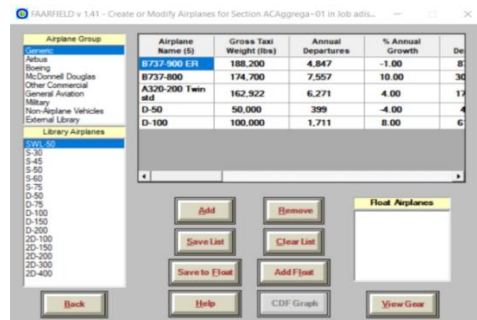 FAARFIELD v 1.41 - Create or Modify Airplanes for Section ACAggrega-01 in Job adis...
Airplane Group
Generic
Airbus
Boeing
McDonnell Douglas
Other Commercial
General Aviation
Military
Non-Airplane Vehicles
External Library
Library Airplanes
SWL-50
S-30
S-45
S-50
S-60
S-75
D-50
D-75
D-100
D-150
D-200
2D-100
2D-150
2D-200
2D-300
2D-400
Airplane Name (5) Gross Taxi Weight (lbs) Annual Departures % Annual Growth De
B737-900 ER 188,200 4,847 -1.00 8
B737-800 174,700 7,557 10.00 30
A320-200 Twin std 162,922 6,271 4.00 17
D-50 50,000 399 -4.00 4
D-100 100,000 1,711 8.00 6
Add Remove
Save List Clear List
Save to Float Add Float
Help CDF Graph
Float Airplanes
Back
View Gear